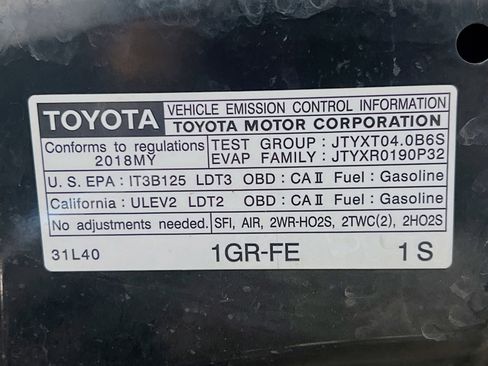 TOYOTA VEHICLE EMISSION CONTROL INFORMATION
TOYOTA MOTOR CORPORATION
Conforms to regulations TEST GROUP : JTYXT04.0B6S
2018MY EVAP FAMILY : JTYXR0190P32
U.S. EPA : IT3B125 LDT3 OBD : CA II Fuel : Gasoline
California : ULEV2 LDT2 OBD : CA II Fuel : Gasoline
No adjustments needed. SFI, AIR, 2WR-HO2S, 2TWC(2), 2HO2S
31L40 1GR-FE 1 S